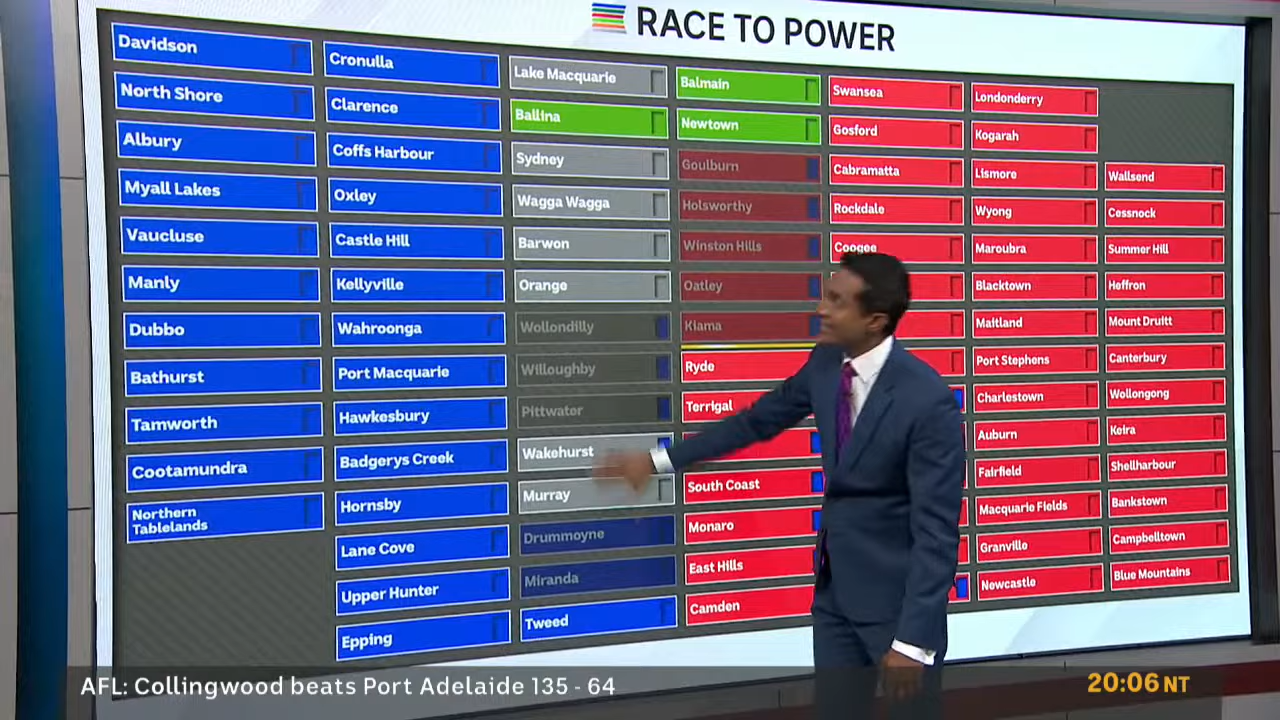 RACE TO POWER
Davidson
North Shore
Albury
Myall Lakes
Vaucluse
Manly
Dubbo
Bathurst
Tamworth
Cootamundra
Northern
Tablelands
Cronulla
Clarence
Coffs Harbour
Oxley
Castle Hill
Kellyville
Wahroonga
Port Macquarie
Hawkesbury
Badgerys Creek
Hornsby
Lane Cove
Upper Hunter
Epping
Lake Macquarie
Ballina
Sydney
Wagga Wagga
Barwon
Orange
Wollondilly
Willoughby
Pittwater
Wakehurst
Murray
Drummoyne
Miranda
Tweed
Balmain
Newtown
Goulburn
Holsworthy
Winston Hills
Oatley
Kiama
Ryde
Terrigal
South Coast
Monaro
East Hills
Camden
Swansea
Gosford
Cabramatta
Rockdale
Coogee
Londonderry
Kogarah
Lismore
Wyong
Maroubra
Blacktown
Maitland
Port Stephens
Charlestown
Auburn
Fairfield
Macquarie Fields
Granville
Newcastle
Wallsend
Cessnock
Summer Hill
Heffron
Mount Druitt
Canterbury
Wollongong
Keira
Shellharbour
Bankstown
Campbelltown
Blue Mountains
AFL: Collingwood beats Port Adelaide 135 - 64
20:06 NT